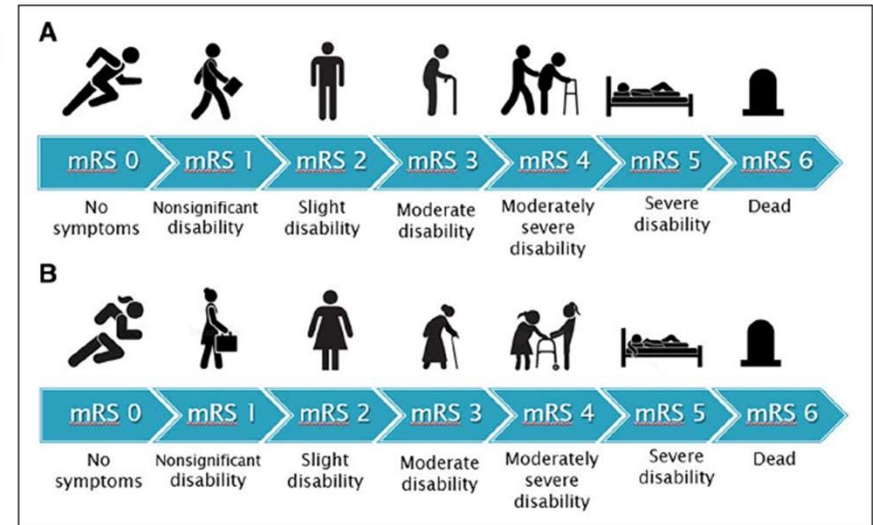 A
mRS 0 mRS 1 mRS 2 mRS 3 mRS 4 mRS 5 mRS 6
No symptoms
Nonsignificant disability
Slight disability
Moderate disability
Moderately severe disability
Severe disability
Dead
B
mRS 0 mRS 1 mRS 2 mRS 3 mRS 4 mRS 5 mRS 6
No symptoms
Nonsignificant disability
Slight disability
Moderate disability
Moderately severe disability
Severe disability
Dead